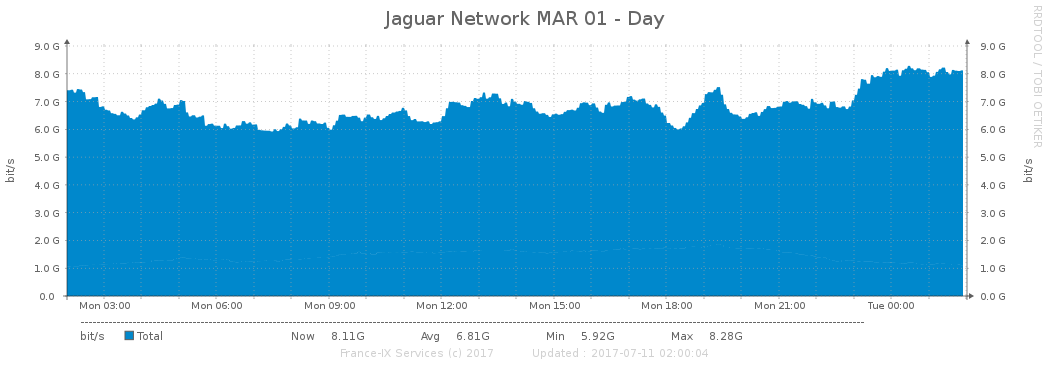 Jaguar Network MAR 01 - Day
RRDTOOL / TOBI OETIKER
bit/s
9.0 G 9.0 G
8.0 G 8.0 G
7.0 G 7.0 G
6.0 G 6.0 G
5.0 G 5.0 G
4.0 G 4.0 G
3.0 G 3.0 G
2.0 G 2.0 G
1.0 G 1.0 G
0.0 0.0 G
bit/s
Mon 03:00 Mon 06:00 Mon 09:00 Mon 12:00 Mon 15:00 Mon 18:00 Mon 21:00 Tue 00:00
bit/s Total Now 8.11G Avg 6.81G Min 5.92G Max 8.28G
France-IX Services (c) 2017 Updated : 2017-07-11 02:00:04